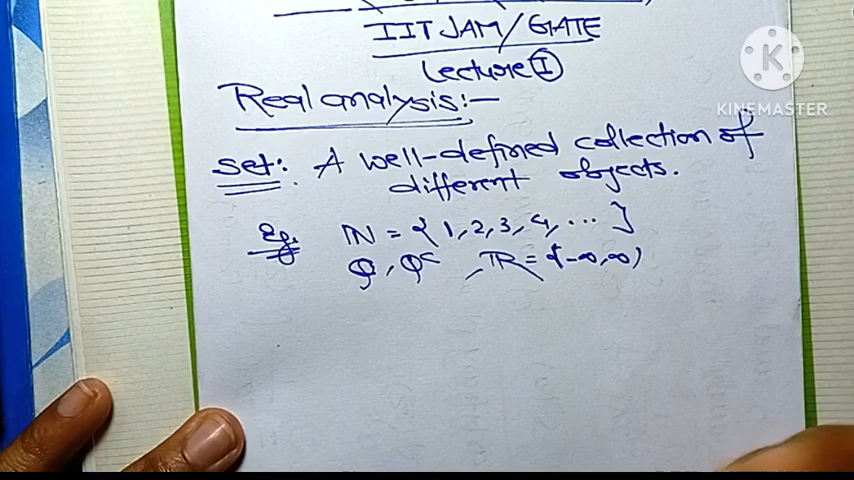 IIT JAM/GATE
Lecture I
K
KINEMASTER
Real analysis:-
Set: A well-defined collection of
different objects.
Eg. ℕ = {1, 2, 3, 4, ... }
Q, Qᶜ, ℝ = {-∞, ∞)